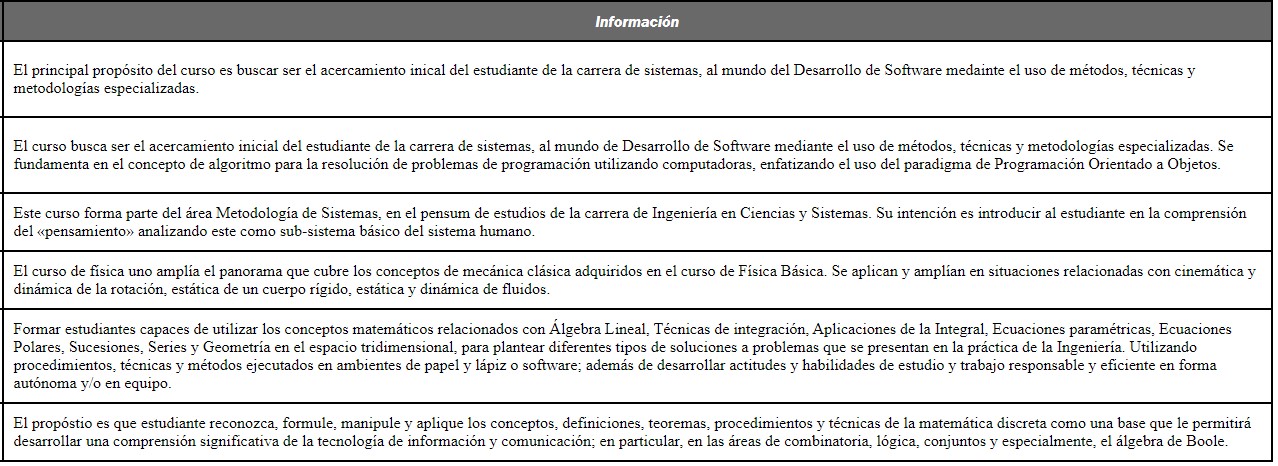 Información
El principal propósito del curso es buscar ser el acercamiento inical del estudiante de la carrera de sistemas, al mundo del Desarrollo de Software medainte el uso de métodos, técnicas y
metodologías especializadas.
El curso busca ser el acercamiento inicial del estudiante de la carrera de sistemas, al mundo de Desarrollo de Software mediante el uso de métodos, técnicas y metodologías especializadas. Se
fundamenta en el concepto de algoritmo para la resolución de problemas de programación utilizando computadoras, enfatizando el uso del paradigma de Programación Orientado a Objetos.
Este curso forma parte del área Metodología de Sistemas, en el pensum de estudios de la carrera de Ingeniería en Ciencias y Sistemas. Su intención es introducir al estudiante en la comprensión
del «pensamiento» analizando este como sub-sistema básico del sistema humano.
El curso de física uno amplía el panorama que cubre los conceptos de mecánica clásica adquiridos en el curso de Física Básica. Se aplican y amplían en situaciones relacionadas con cinemática y
dinámica de la rotación, estática de un cuerpo rígido, estática y dinámica de fluidos.
Formar estudiantes capaces de utilizar los conceptos matemáticos relacionados con Álgebra Lineal, Técnicas de integración, Aplicaciones de la Integral, Ecuaciones paramétricas, Ecuaciones
Polares, Sucesiones, Series y Geometría en el espacio tridimensional, para plantear diferentes tipos de soluciones a problemas que se presentan en la práctica de la Ingeniería. Utilizando
procedimientos, técnicas y métodos ejecutados en ambientes de papel y lápiz o software; además de desarrollar actitudes y habilidades de estudio y trabajo responsable y eficiente en forma
autónoma y/o en equipo.
El propóstio es que estudiante reconozca, formule, manipule y aplique los conceptos, definiciones, teoremas, procedimientos y técnicas de la matemática discreta como una base que le permitirá
desarrollar una comprensión significativa de la tecnología de información y comunicación; en particular, en las áreas de combinatoria, lógica, conjuntos y especialmente, el álgebra de Boole.